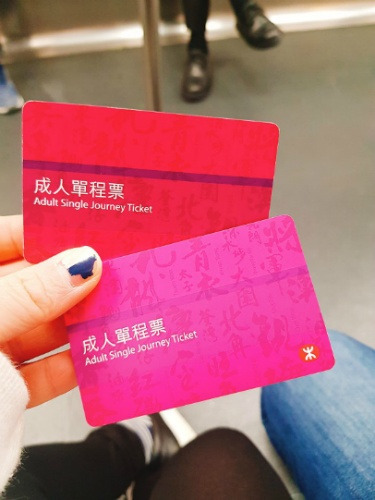 成人單程票
Adult Single Journey Ticket
成人單程票
Adult Single Journey Ticket